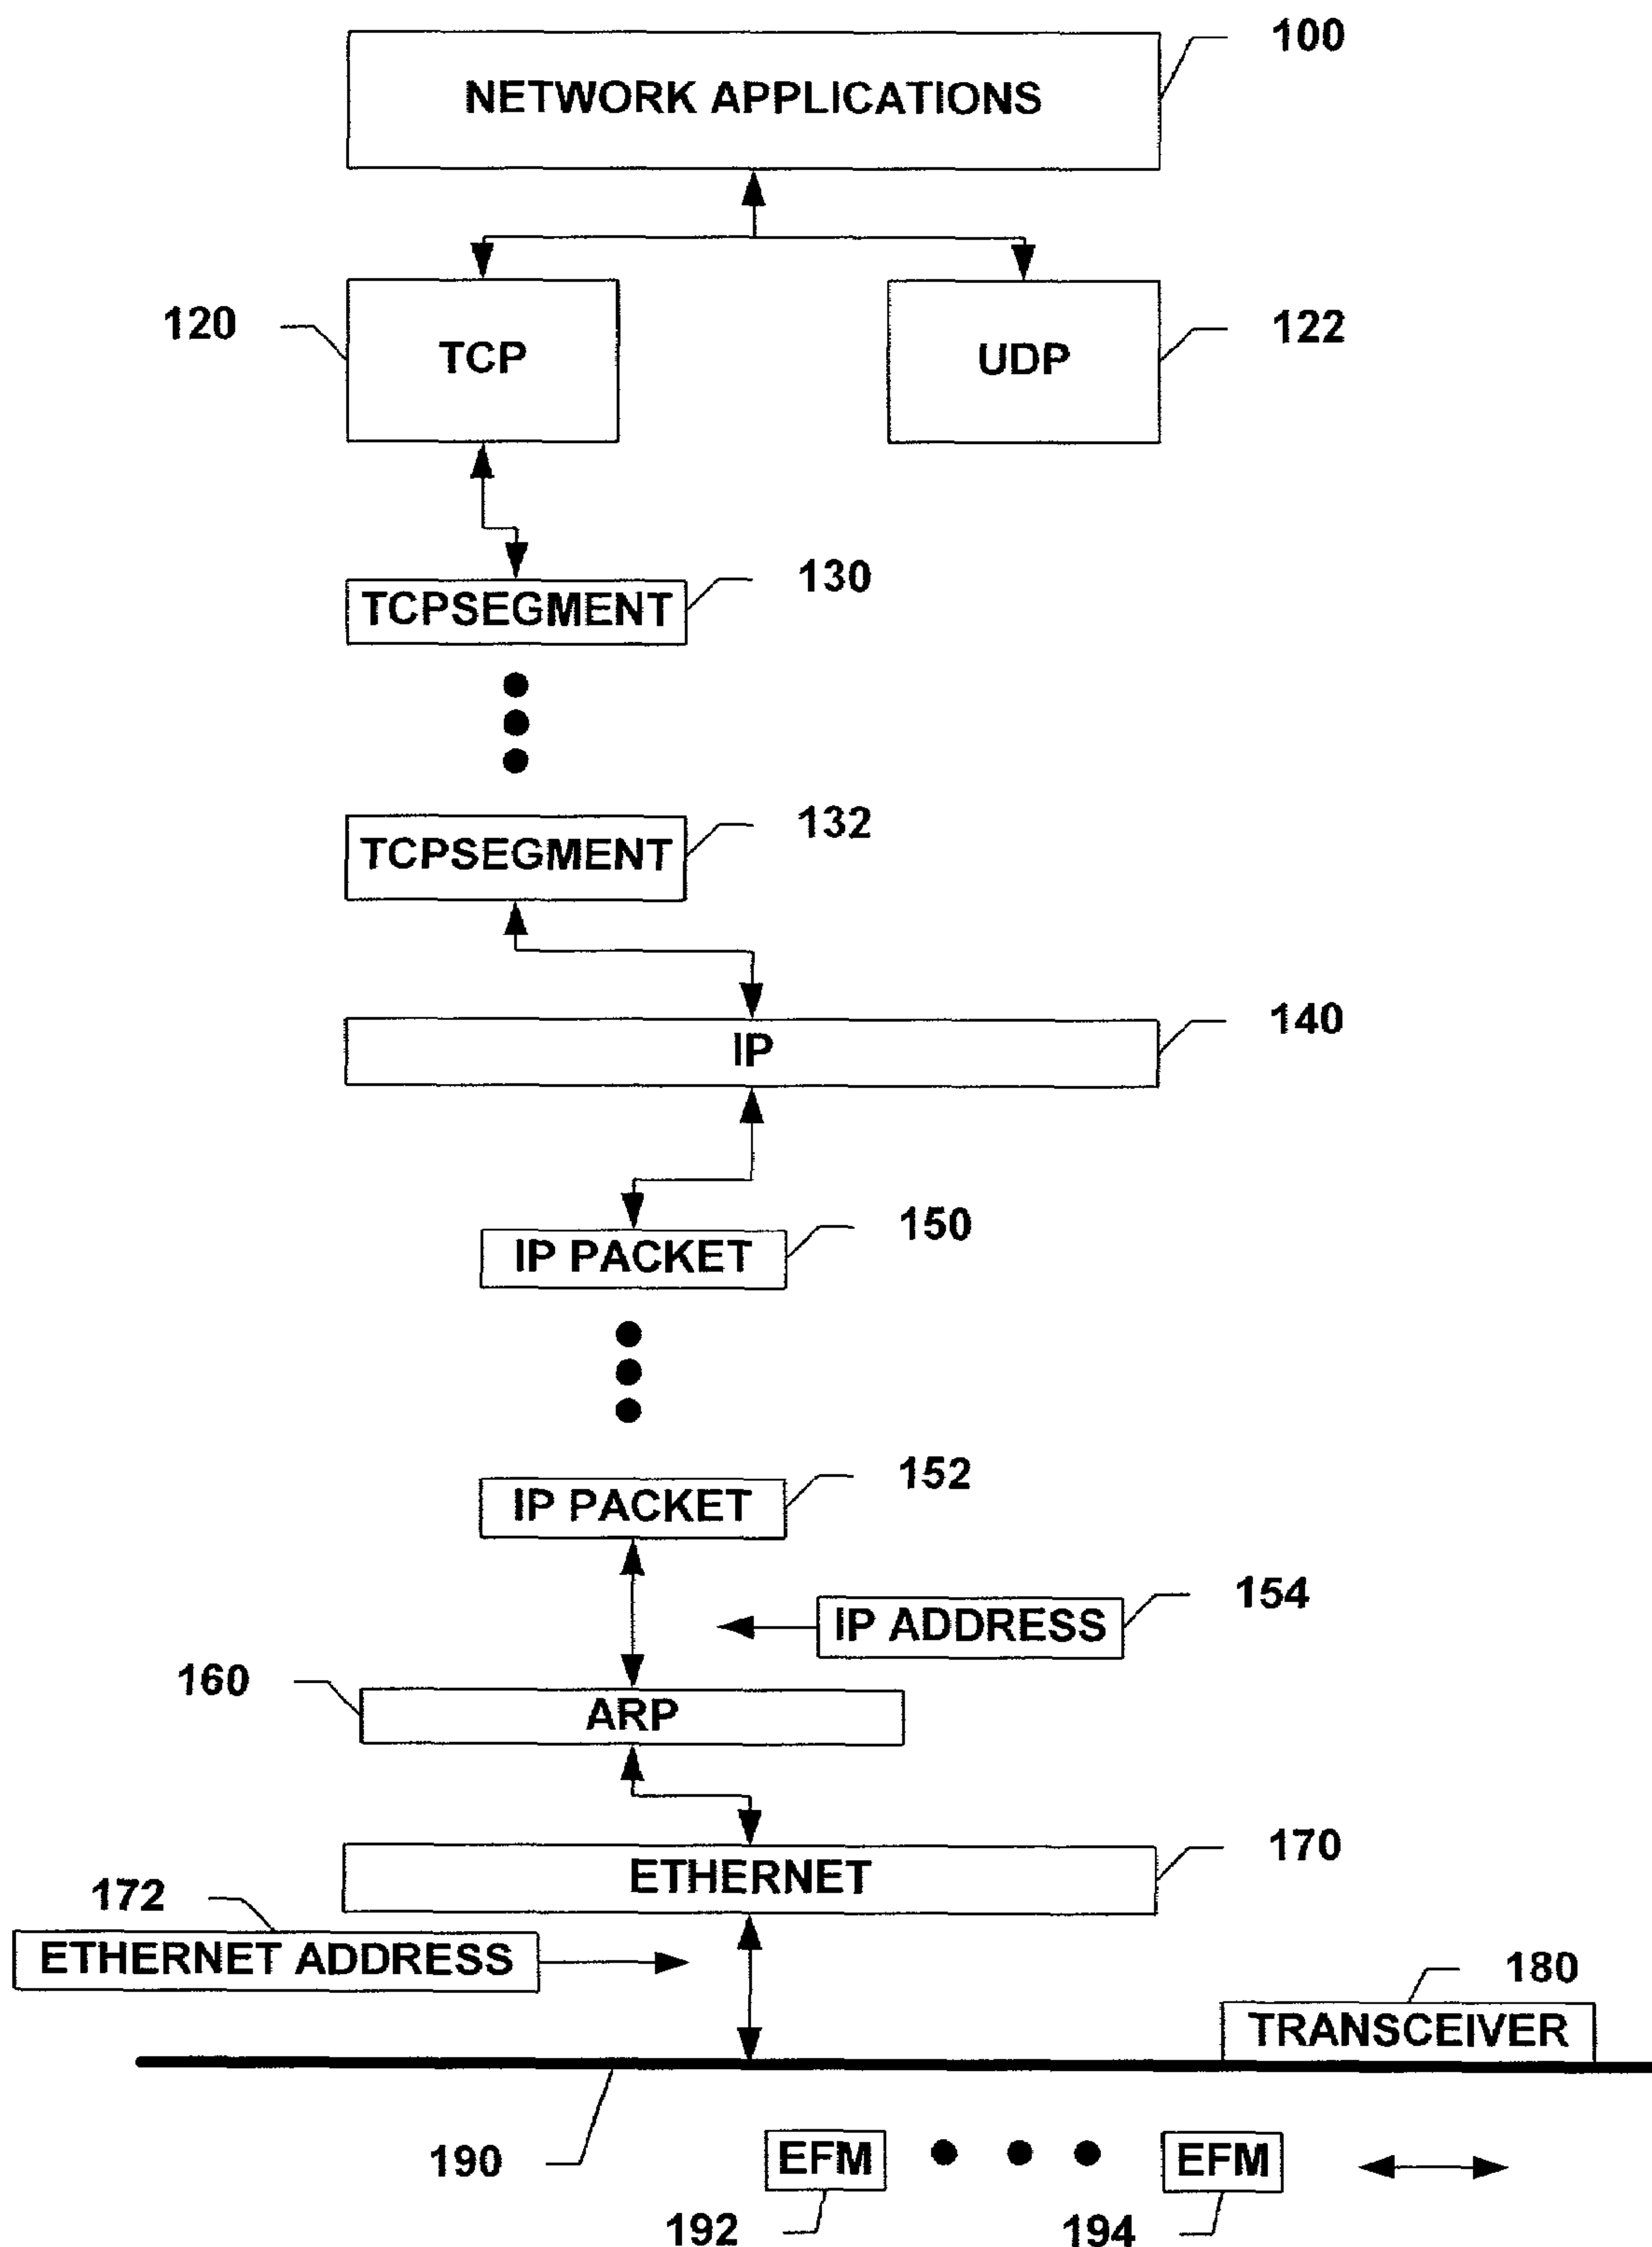 100
NETWORK APPLICATIONS
120
TCP
UDP
122
130
TCPSEGMENT
132
TCPSEGMENT
140
IP
150
IP PACKET
152
IP PACKET
154
IP ADDRESS
160
ARP
170
ETHERNET
172
ETHERNET ADDRESS
180
TRANSCEIVER
190
EFM
EFM
192
194